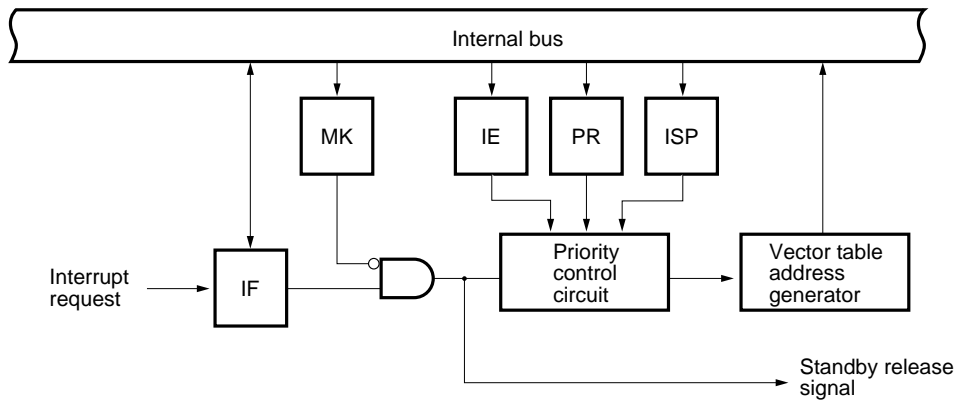 Internal bus
MK
IE
PR
ISP
Interrupt
request
IF
Priority
control
circuit
Vector table
address
generator
Standby release
signal